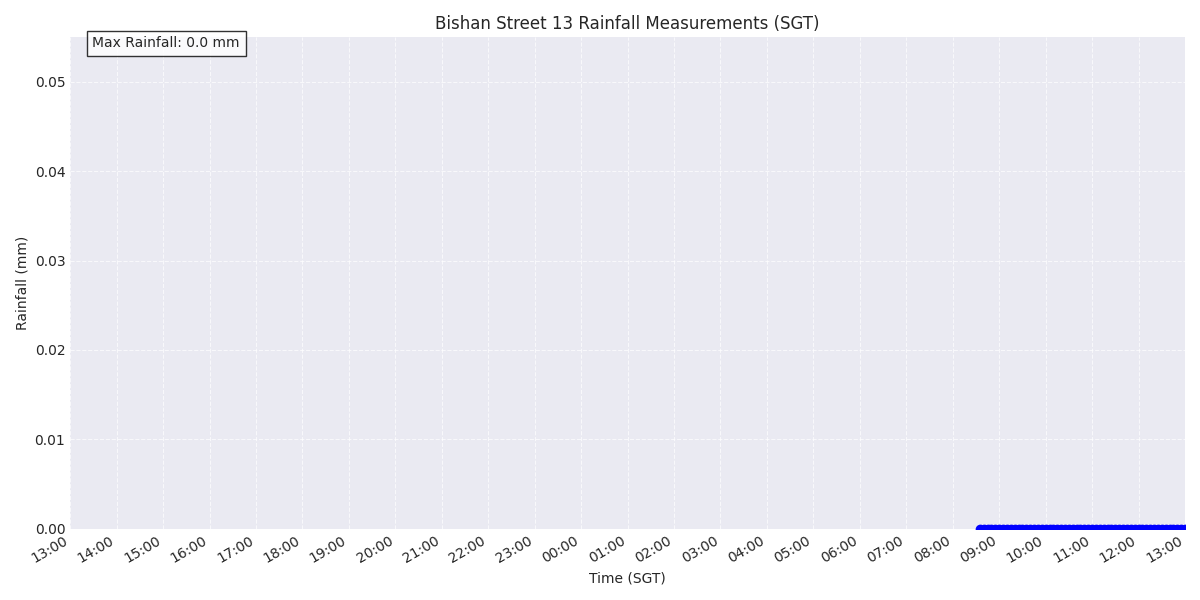 Bishan Street 13 Rainfall Measurements (SGT)
Max Rainfall: 0.0 mm
0.05
0.04
0.03
0.02
0.01
0.00
Rainfall (mm)
13:00 14:00 15:00 16:00 17:00 18:00 19:00 20:00 21:00 22:00 23:00 00:00 01:00 02:00 03:00 04:00 05:00 06:00 07:00 08:00 09:00 10:00 11:00 12:00 13:00
Time (SGT)